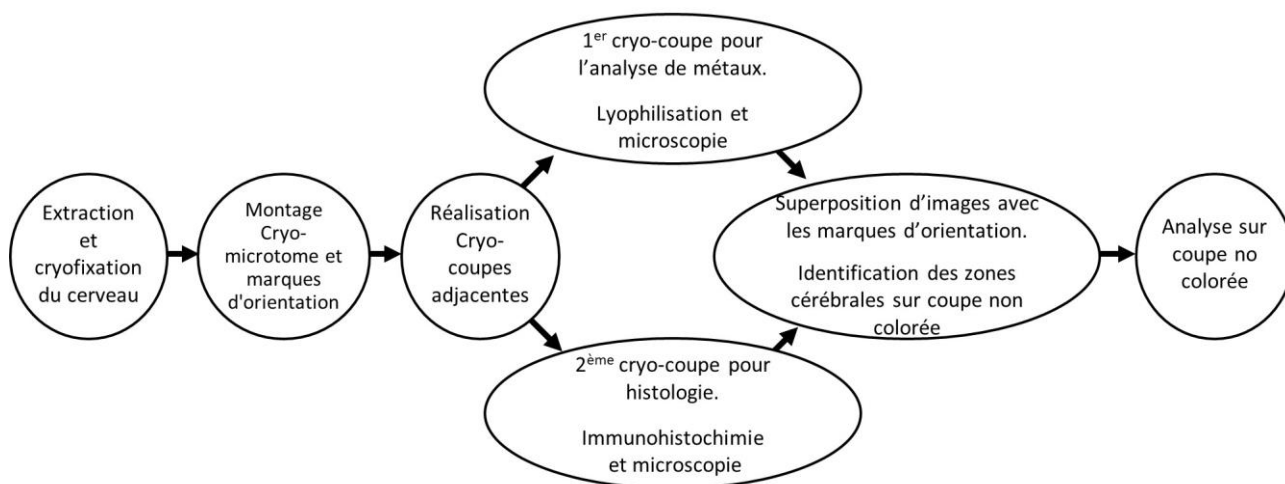 Extraction
et
cryofixation
du cerveau
Montage
Cryo-
microtome et
marques
d'orientation
Réalisation
Cryo-
coupes
adjacentes
1er cryo-coupe pour
l’analyse de métaux.
Lyophilisation et
microscopie
2ème cryo-coupe pour
histologie.
Immunohistochimie
et microscopie
Superposition d’images avec
les marques d’orientation.
Identification des zones
cérébrales sur coupe non
colorée
Analyse sur
coupe no
colorée